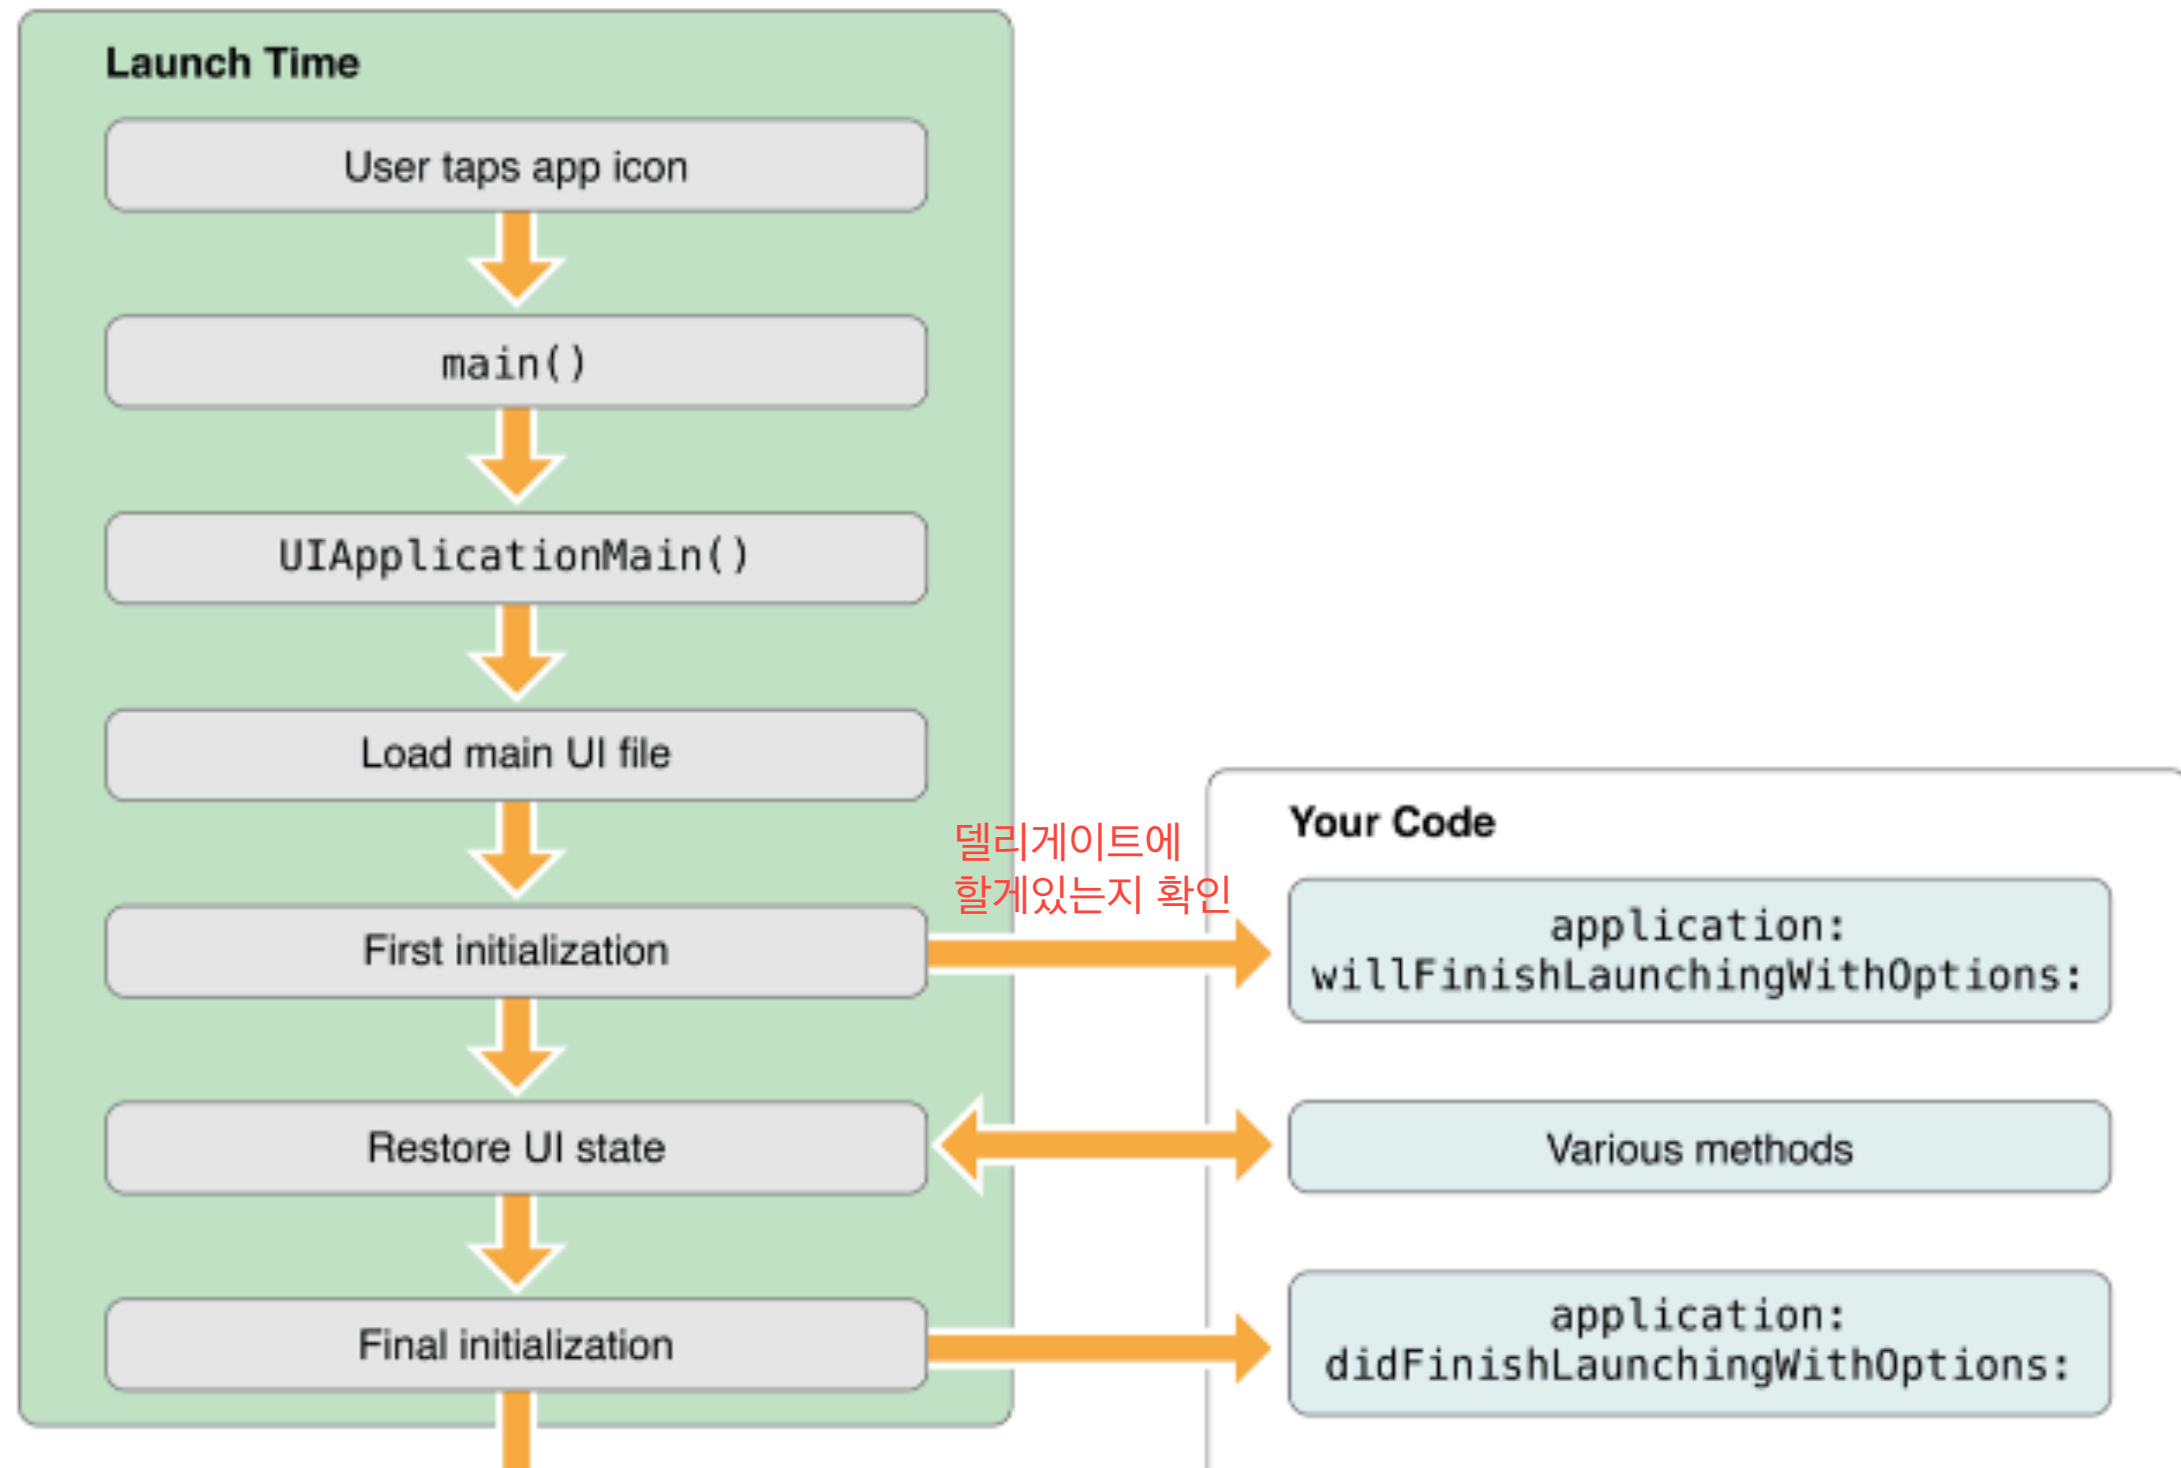 Launch Time
User taps app icon
main()
UIApplicationMain()
Load main UI file
델리게이트에
할게있는지 확인
Your Code
First initialization
application:
willFinishLaunchingWithOptions:
Restore UI state
Various methods
Final initialization
application:
didFinishLaunchingWithOptions: